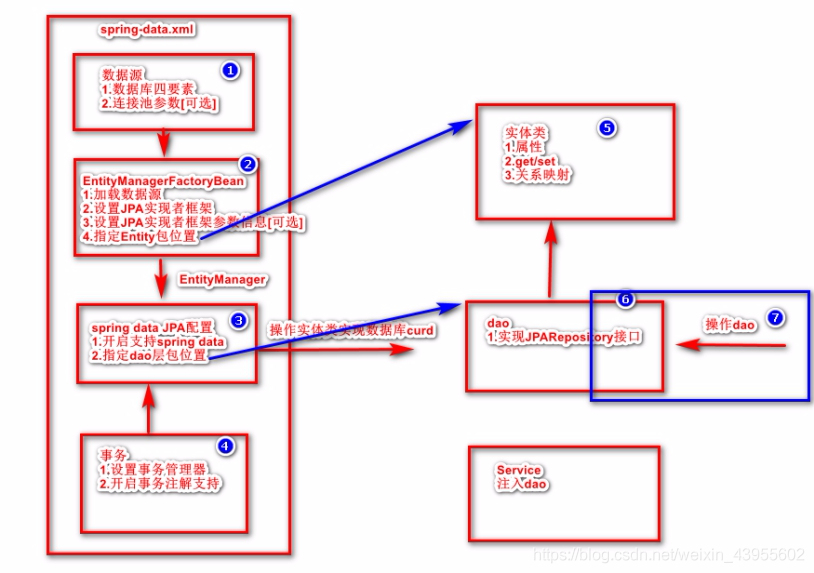 spring-data.xml
1
数据源
1.数据库四要素
2.连接池参数[可选]
2
EntityManagerFactoryBean
1.加载数据源
2.设置JPA实现者框架
3.设置JPA实现者框架参数信息[可选]
4.指定Entity包位置
EntityManager
3
spring data JPA配置
1.开启支持spring data
2.指定dao层包位置
4
事务
1.设置事务管理器
2.开启事务注解支持
操作实体类实现数据库curd
5
实体类
1.属性
2.get/set
3.关系映射
6
dao
1.实现JPARepository接口
7
操作dao
Service
注入dao
https://blog.csdn.net/weixin_43955602